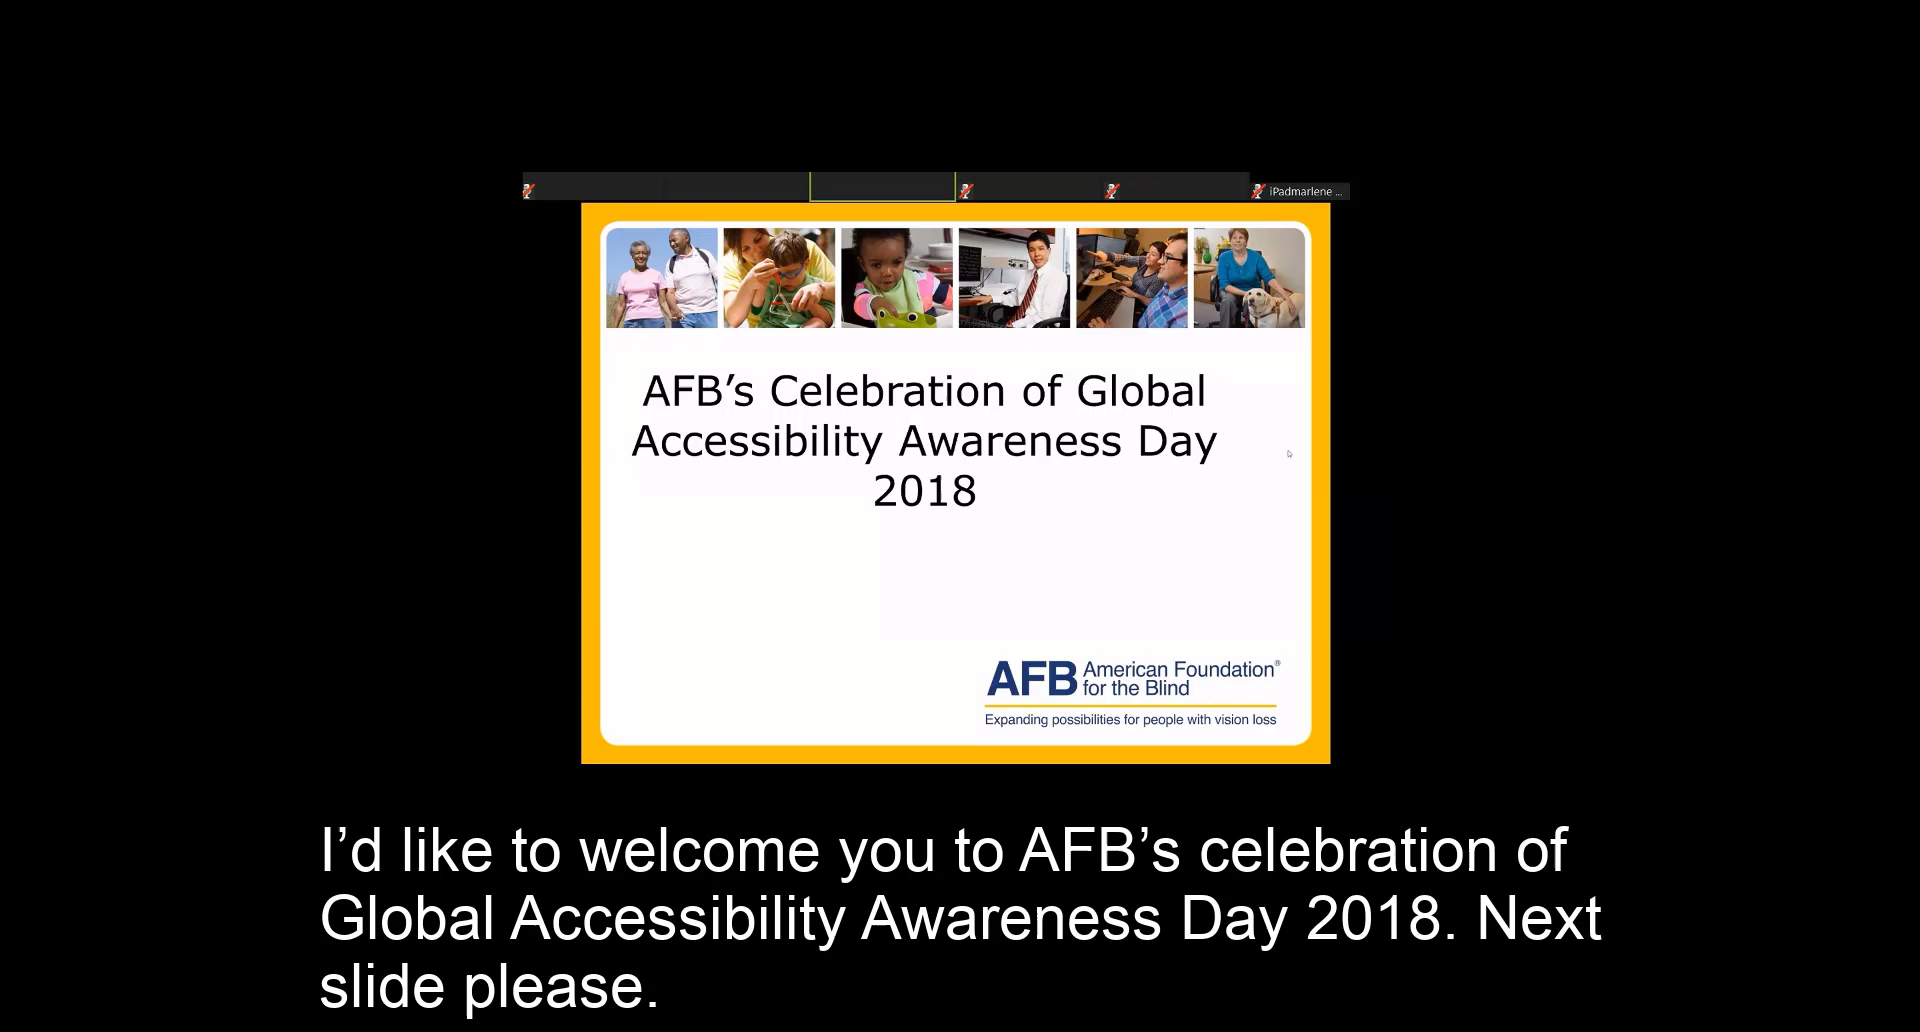 iPadmarlene ...
AFB’s Celebration of Global
Accessibility Awareness Day
2018
AFB American Foundation®
for the Blind
Expanding possibilities for people with vision loss
I’d like to welcome you to AFB’s celebration of
Global Accessibility Awareness Day 2018. Next
slide please.